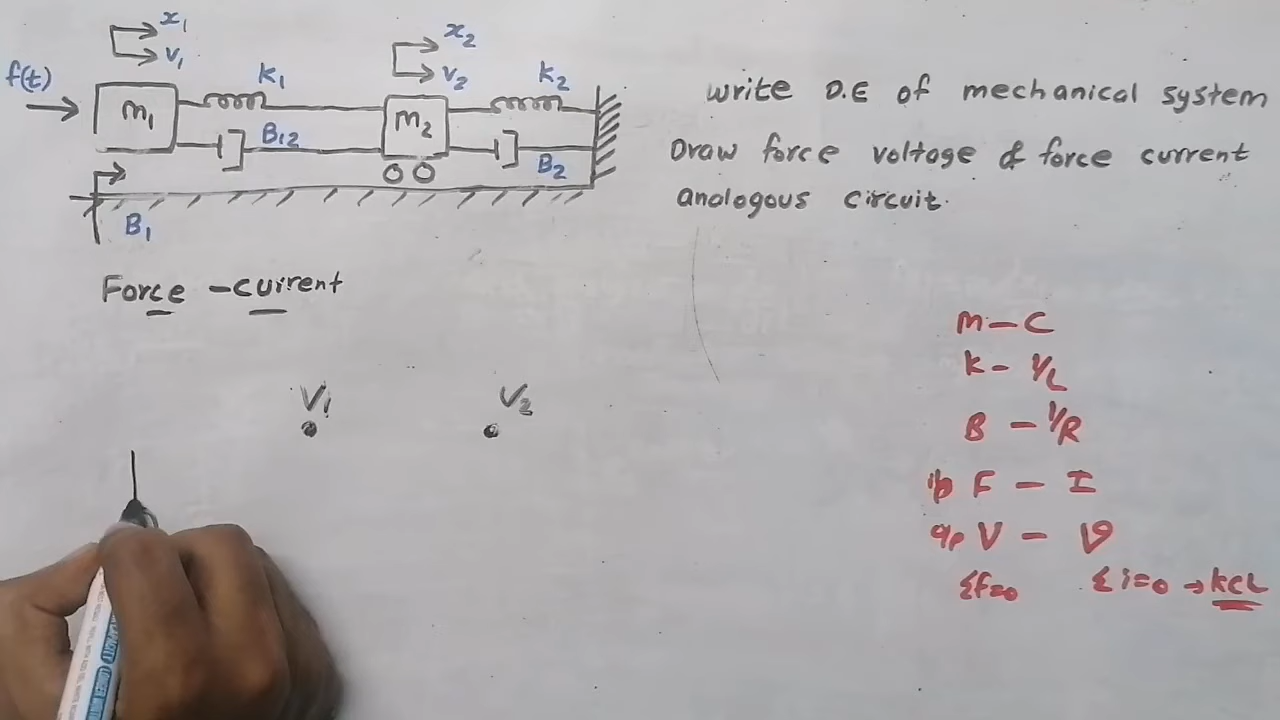 x₁
v₁
f(t)
m₁
k₁
B₁₂
x₂
v₂
m₂
k₂
B₂
B₁
write D.E of mechanical system
Draw force voltage & force current
analogous circuit.
Force - current
V₁
V₂
M - C
K - 1/L
B - 1/R
i/p F - I
o/p V - V
Σf=0 Σi=0 → KCL